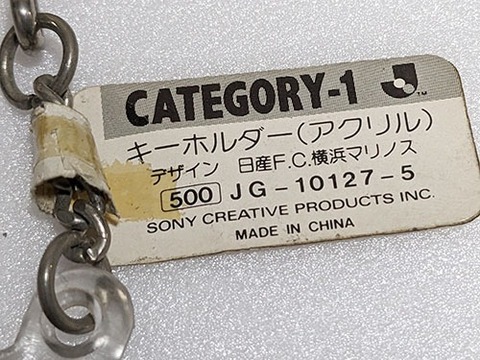 CATEGORY-1
TM
キーホルダー(アクリル)
デザイン 日産F.C.横浜マリノス
500 JG-10127-5
SONY CREATIVE PRODUCTS INC.
MADE IN CHINA